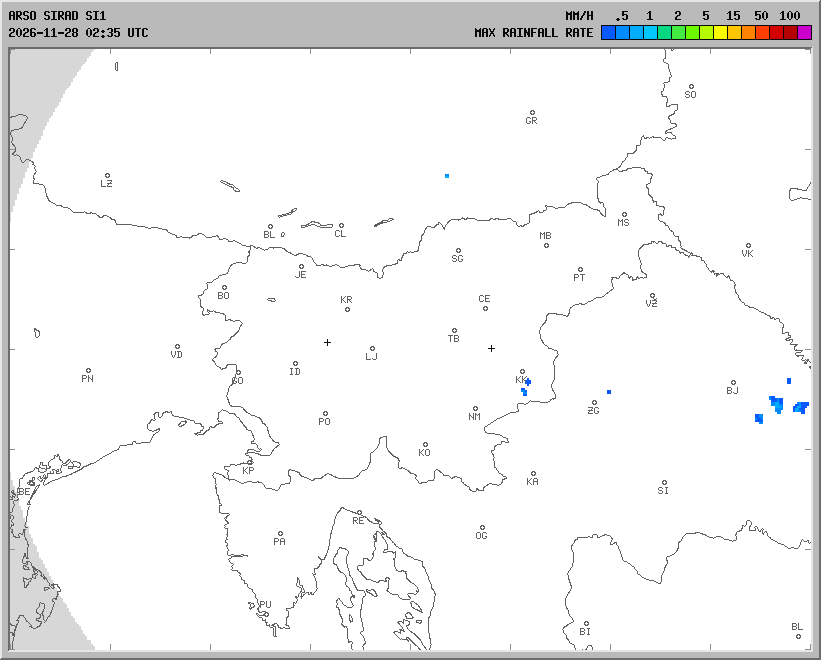 ARSO SIRAD SI1
2026-11-28 02:35 UTC
MM/H .5 1 2 5 15 50 100
MAX RAINFALL RATE
SO
GR
LZ
MS
BL
CL
MB
VK
SG
JE
PT
BO
KR
CE
VZ
TB
VD
LJ
ID
PN
GO
KK
BJ
ZG
NM
PO
KO
KP
KA
BE
SI
RE
OG
PA
PU
BI
BL